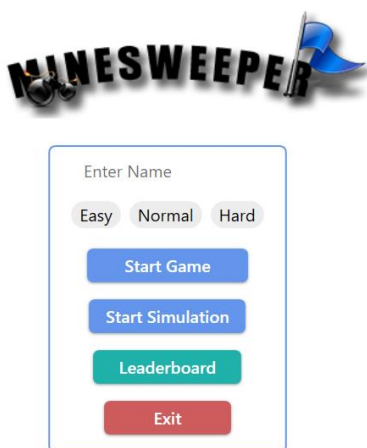 MINESWEEPER
Enter Name
Easy Normal Hard
Start Game
Start Simulation
Leaderboard
Exit